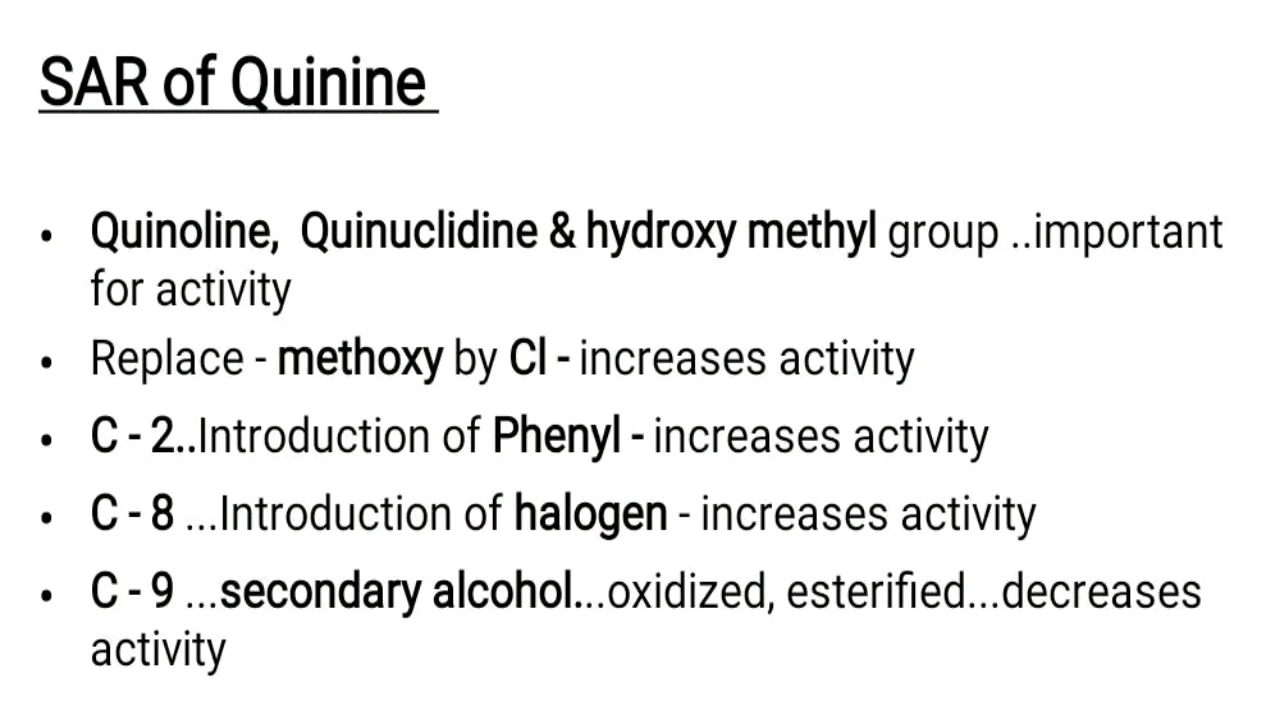 SAR of Quinine
• Quinoline,  Quinuclidine & hydroxy methyl group ..important
for activity
• Replace - methoxy by Cl - increases activity
• C - 2..Introduction of Phenyl - increases activity
• C - 8 ...Introduction of halogen - increases activity
• C - 9 ...secondary alcohol...oxidized, esterified...decreases
activity